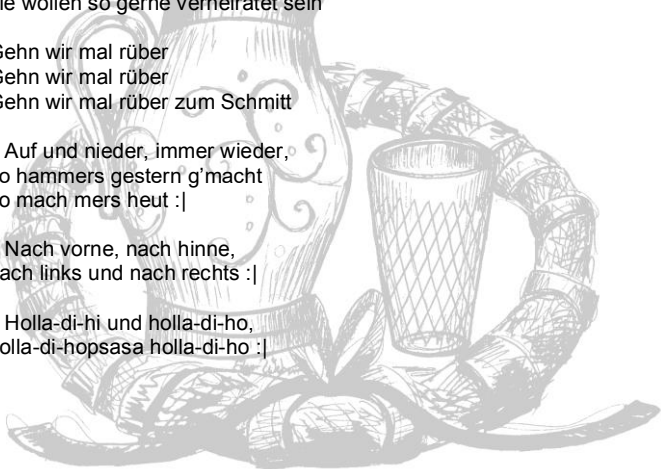 ie wollen so gerne verheiratet sein
Gehn wir mal rüber
Gehn wir mal rüber
Gehn wir mal rüber zum Schmitt
Auf und nieder, immer wieder,
o hammers gestern g'macht
o mach mers heut :|
Nach vorne, nach hinne,
ach links und nach rechts :|
Holla-di-hi und holla-di-ho,
olla-di-hopsasa holla-di-ho :|